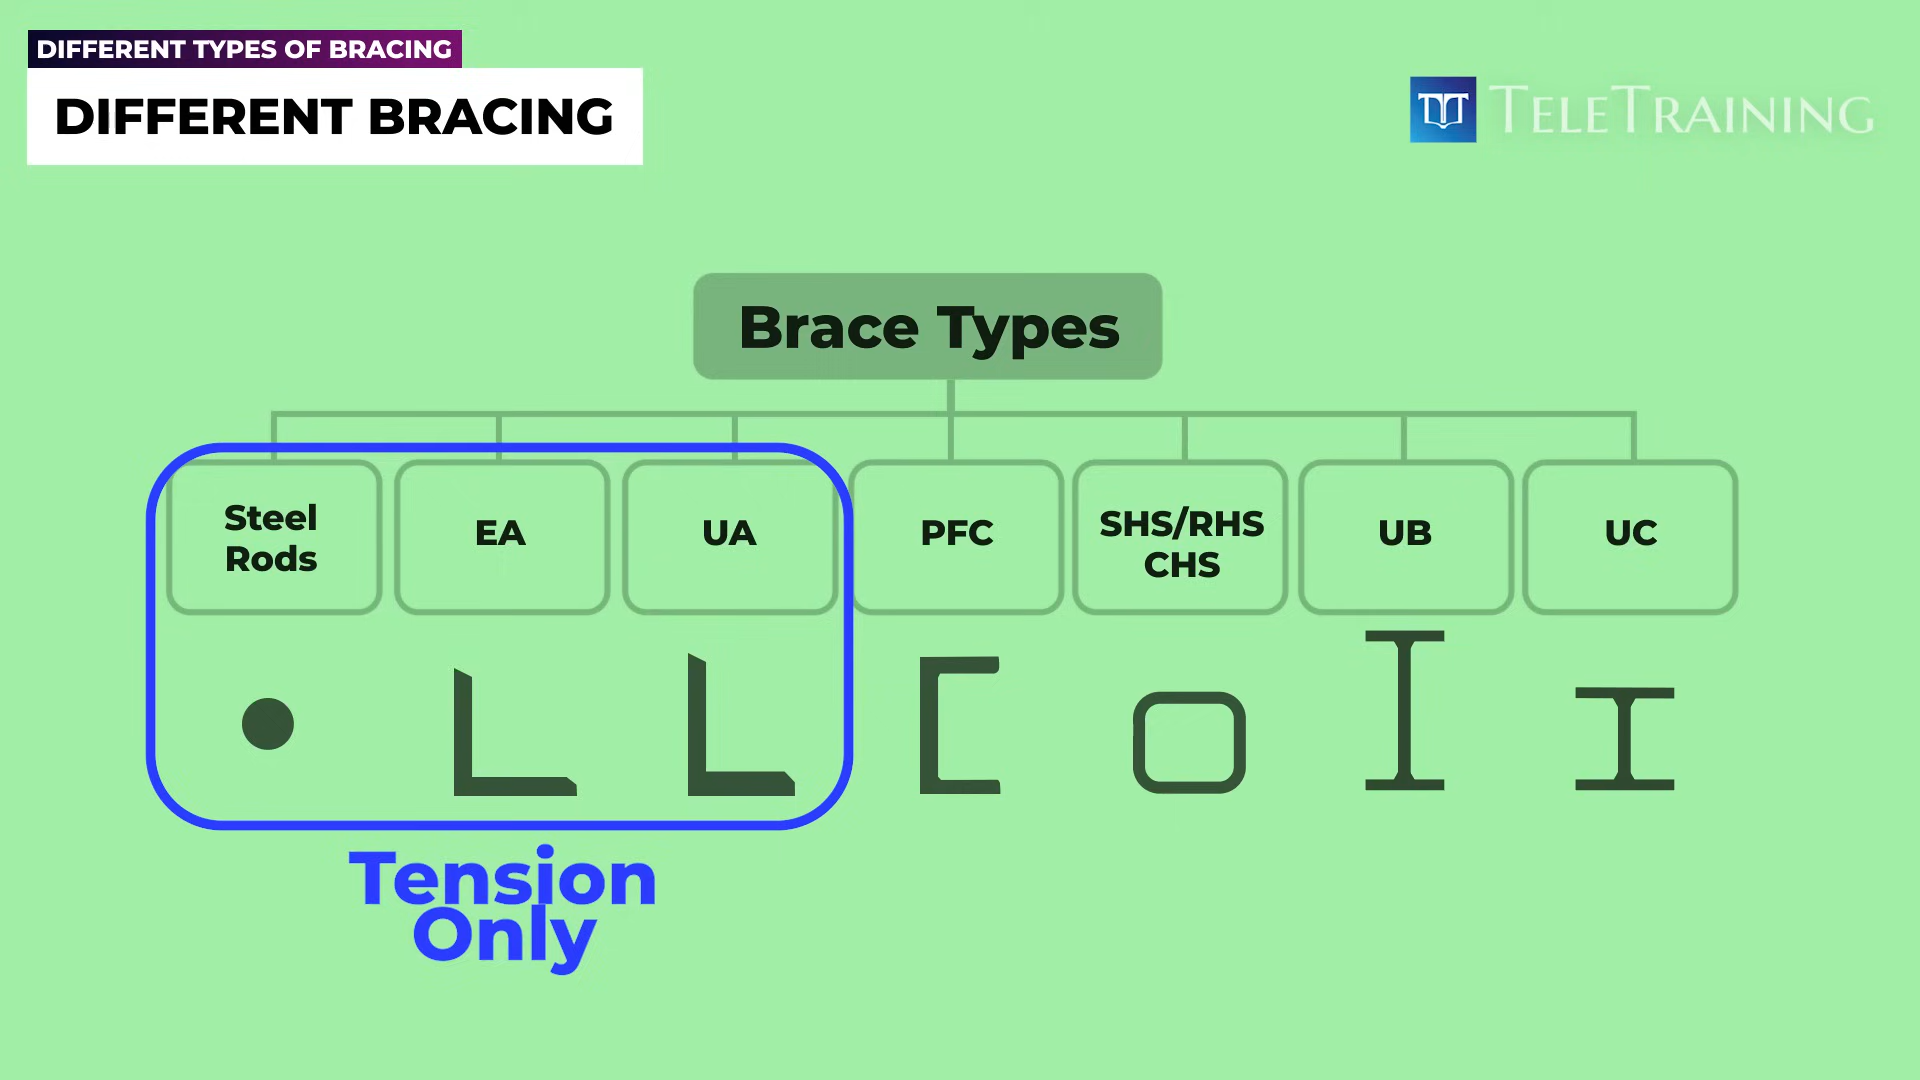 DIFFERENT TYPES OF BRACING
DIFFERENT BRACING
TELETRAINING
Brace Types
Steel
Rods
EA
UA
PFC
SHS/RHS
CHS
UB
UC
Tension
Only